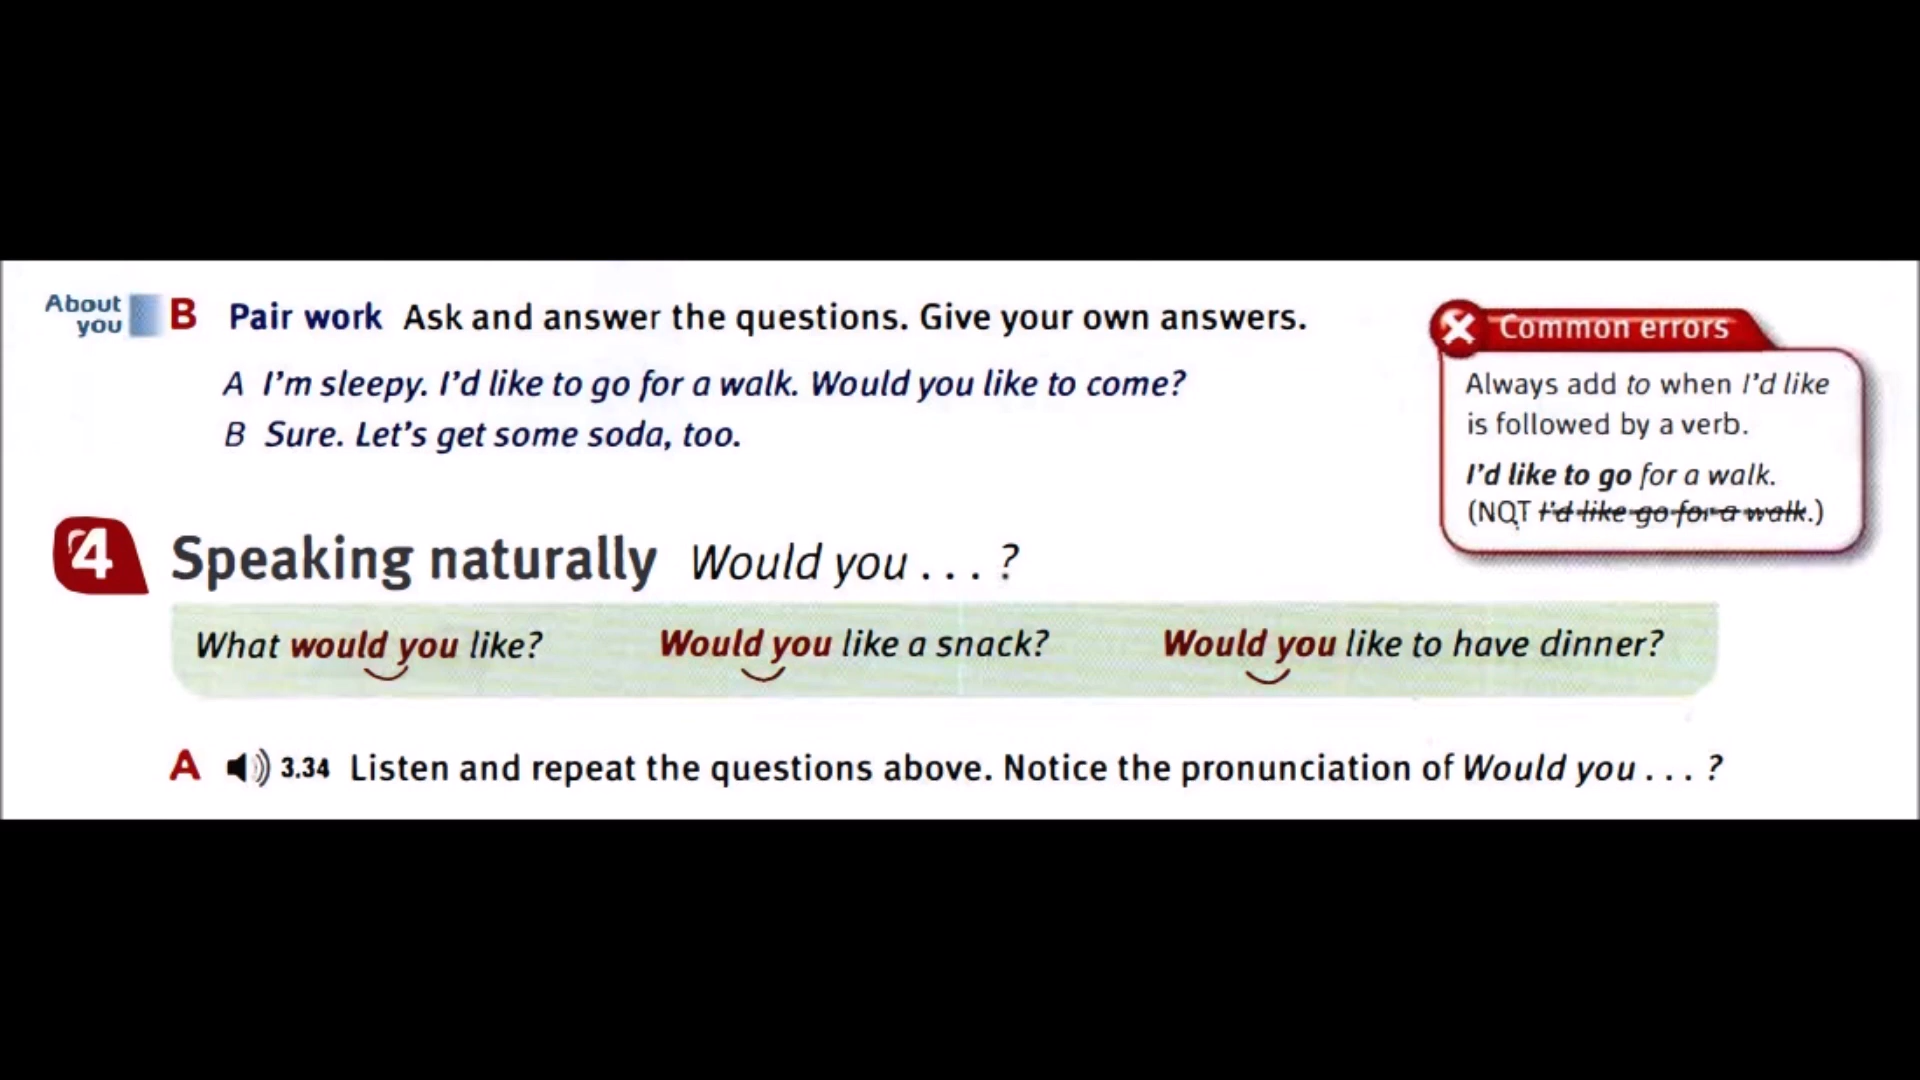 About you B Pair work Ask and answer the questions. Give your own answers.
A I'm sleepy. I'd like to go for a walk. Would you like to come?
B Sure. Let's get some soda, too.
Common errors
Always add to when I'd like
is followed by a verb.
I'd like to go for a walk.
(NOT I'd like go for a walk.)
4 Speaking naturally Would you . . . ?
What would you like? Would you like a snack? Would you like to have dinner?
A 3.34 Listen and repeat the questions above. Notice the pronunciation of Would you . . . ?